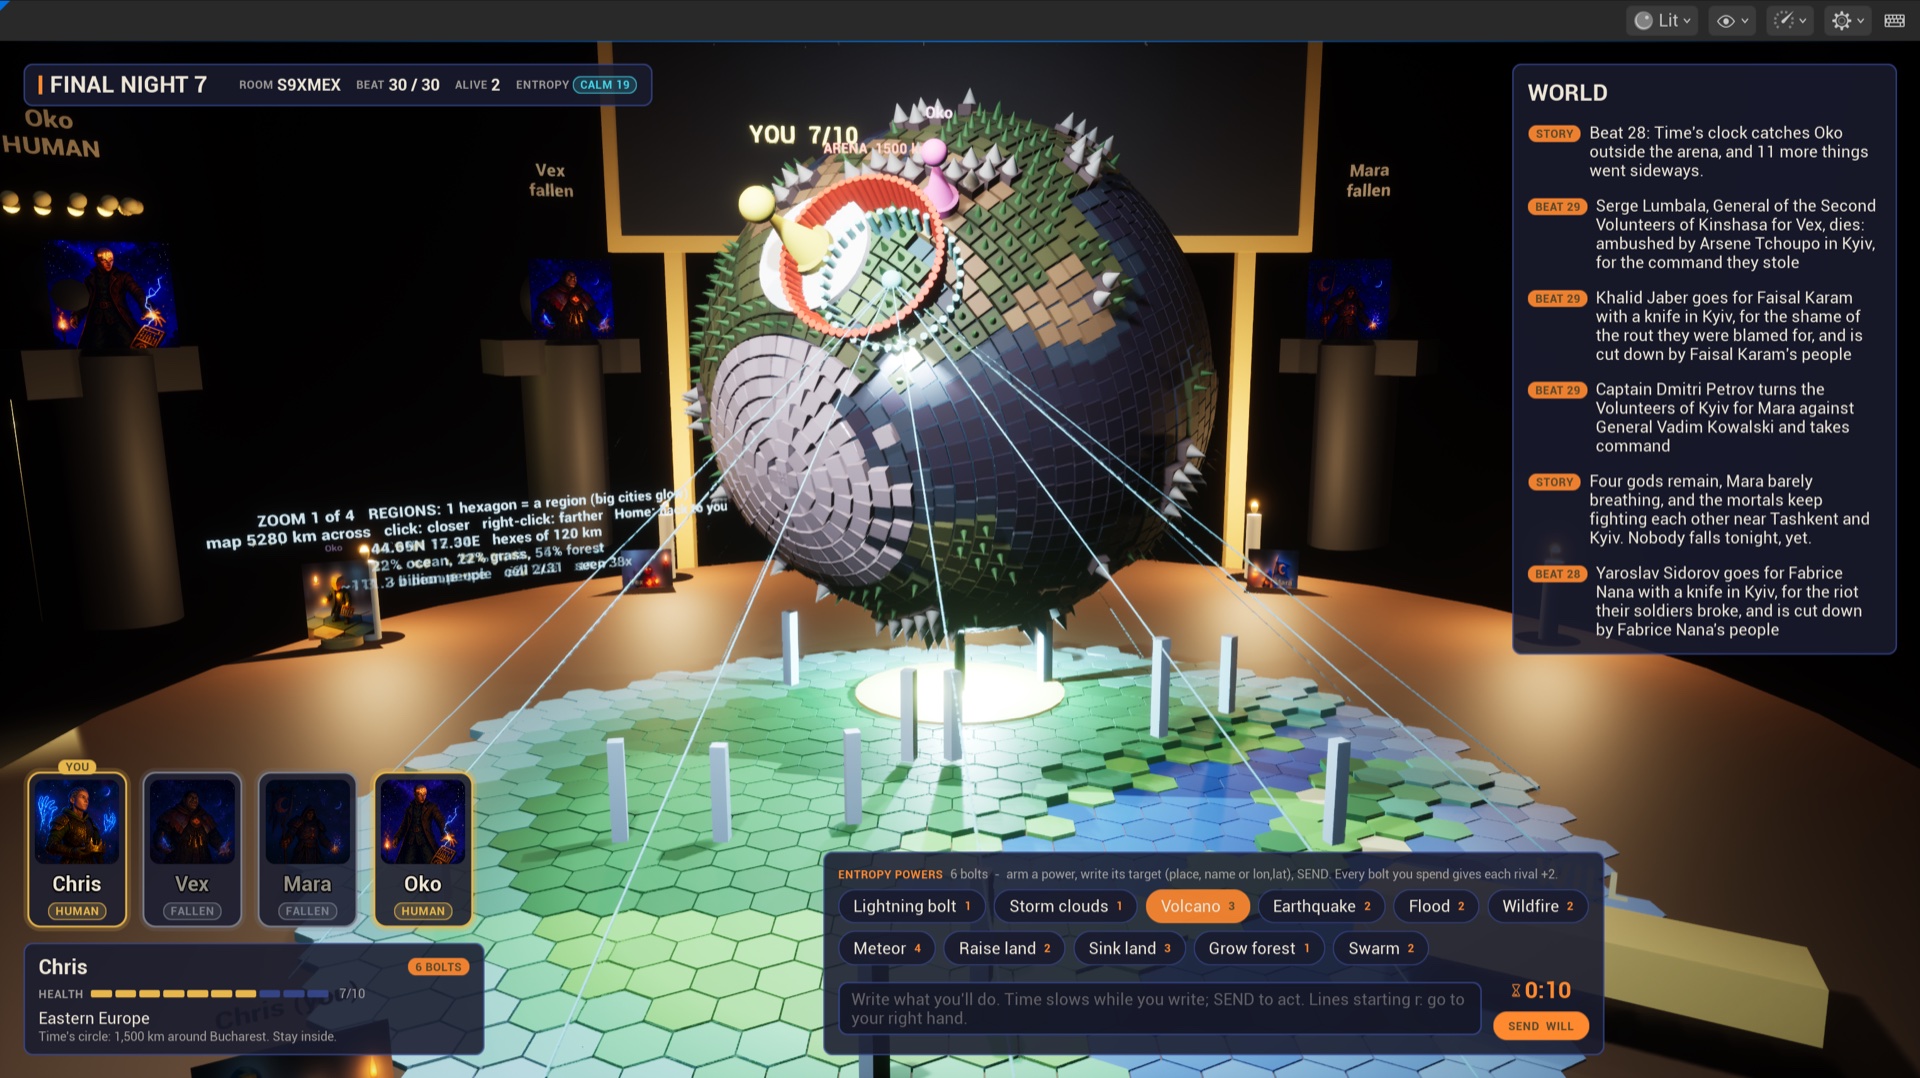 Lit
FINAL NIGHT 7 ROOM S9XMEX BEAT 30 / 30 ALIVE 2 ENTROPY CALM 19
Oko
HUMAN
Vex
fallen
YOU 7/10
Oko
ARENA 1500
Mara
fallen
WORLD
STORY Beat 28: Time's clock catches Oko
outside the arena, and 11 more things
went sideways.
BEAT 29 Serge Lumbala, General of the Second
Volunteers of Kinshasa for Vex, dies:
ambushed by Arsene Tchoupo in Kyiv,
for the command they stole
BEAT 29 Khalid Jaber goes for Faisal Karam
with a knife in Kyiv, for the shame of
the rout they were blamed for, and is
cut down by Faisal Karam's people
BEAT 29 Captain Dmitri Petrov turns the
Volunteers of Kyiv for Mara against
General Vadim Kowalski and takes
command
STORY Four gods remain, Mara barely
breathing, and the mortals keep
fighting each other near Tashkent and
Kyiv. Nobody falls tonight, yet.
BEAT 28 Yaroslav Sidorov goes for Fabrice
Nana with a knife in Kyiv, for the riot
their soldiers broke, and is cut down
by Fabrice Nana's people
ZOOM 1 of 4 REGIONS: 1 hexagon = a region (big cities glow
map 5280 km across click: closer right-click: farther Home: back to you
hexes of 120 km
22% ocean, 22% grass, 54% forest
seen 38x
Oko
YOU
Chris
HUMAN
Vex
FALLEN
Mara
FALLEN
Oko
HUMAN
Chris 6 BOLTS
HEALTH 7/10
Eastern Europe
Time's circle: 1,500 km around Bucharest. Stay inside.
ENTROPY POWERS 6 bolts - arm a power, write its target (place, name or lon,lat), SEND. Every bolt you spend gives each rival +2.
Lightning bolt 1 Storm clouds 1 Volcano 3 Earthquake 2 Flood 2 Wildfire 2
Meteor 4 Raise land 2 Sink land 3 Grow forest 1 Swarm 2
Write what you'll do. Time slows while you write; SEND to act. Lines starting r: go to
your right hand.
0:10
SEND WILL